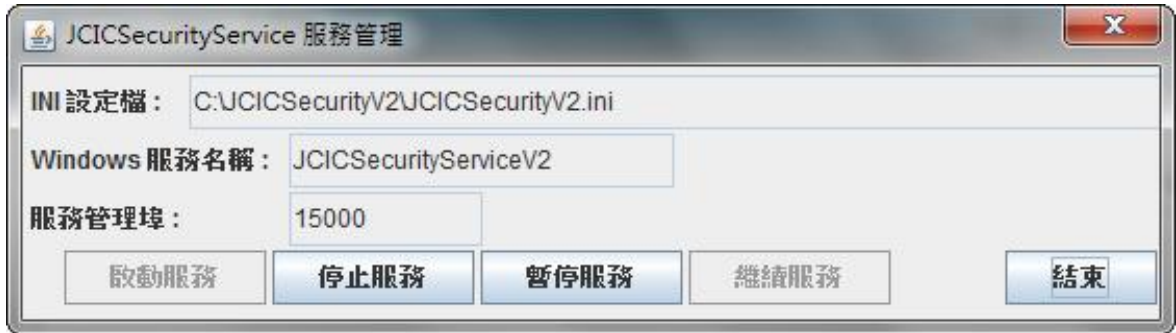 JCICSecurityService 服務管理
X
INI 設定檔： C:\JCICSecurityV2\JCICSecurityV2.ini
Windows 服務名稱： JCICSecurityServiceV2
服務管理埠： 15000
啟動服務 停止服務 暫停服務 繼續服務 結束